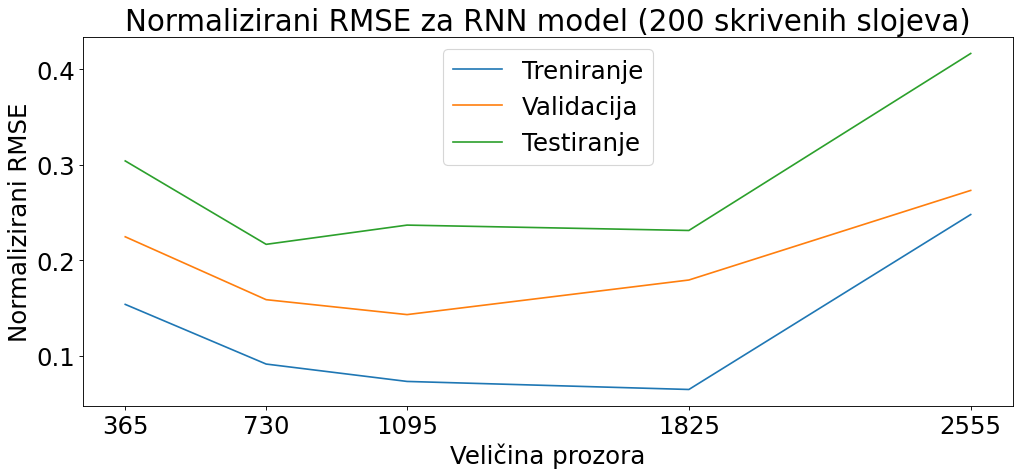 Normalizirani RMSE za RNN model (200 skrivenih slojeva)
Treniranje
Validacija
Testiranje
Normalizirani RMSE
0.4
0.3
0.2
0.1
365 730 1095 1825 2555
Veličina prozora